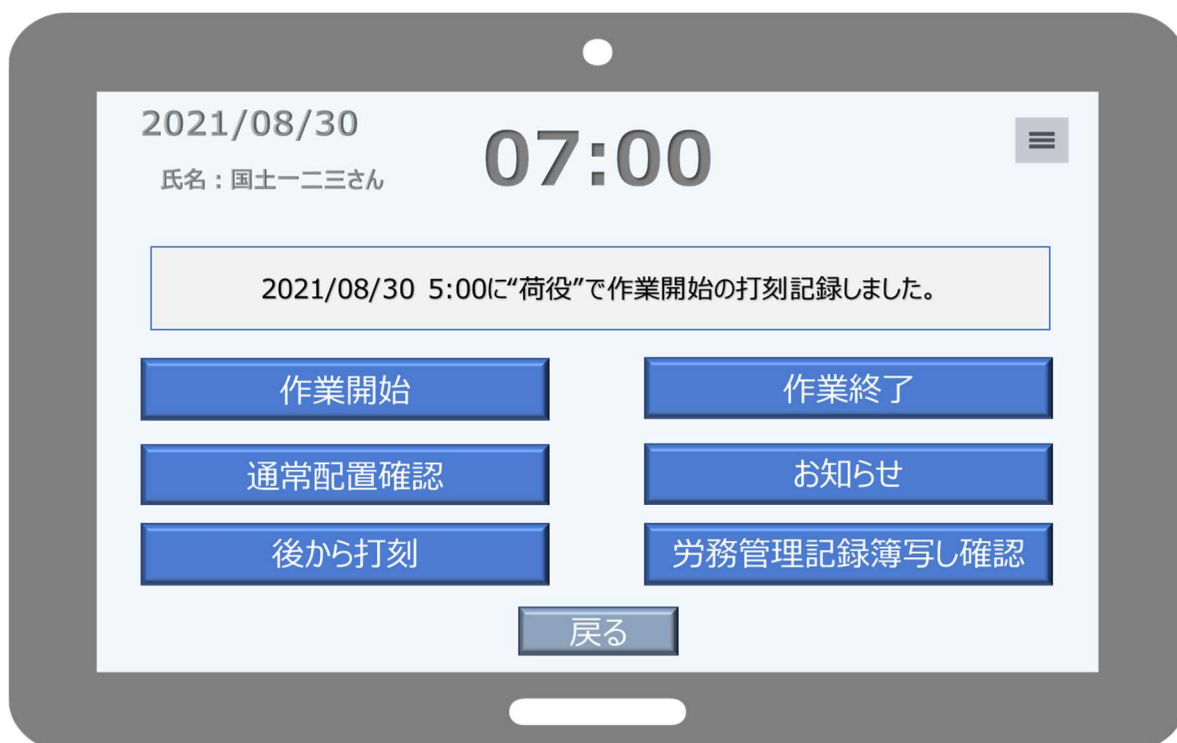 2021/08/30
07:00
氏名：国土一二三さん
2021/08/30 5:00に“荷役”で作業開始の打刻記録しました。
作業開始
作業終了
通常配置確認
お知らせ
後から打刻
労務管理記録簿写し確認
戻る